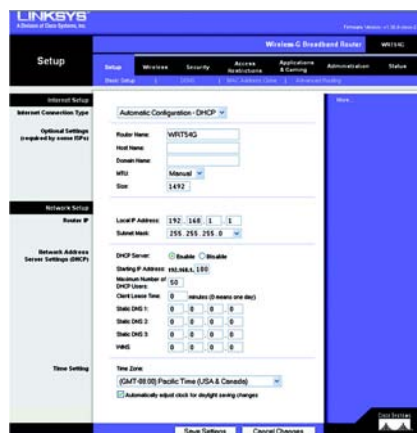 LINKSYS
A Division of Cisco Systems, Inc.
Wireless-G Broadband Router WRT54G
Setup
Setup Wireless Security Access Restrictions Applications & Gaming Administration Status
Basic Setup | DDNS | MAC Address Clone | Advanced Routing
Internet Setup
Internet Connection Type Automatic Configuration - DHCP
Optional Settings
(required by some ISPs)
Router Name: WRT54G
Host Name:
Domain Name:
MTU: Manual
Size: 1492
Network Setup
Router IP
Local IP Address: 192 . 168 . 1 . 1
Subnet Mask: 255.255.255.0
Network Address
Server Settings (DHCP)
DHCP Server: Enable Disable
Starting IP Address: 192.168.1. 100
Maximum Number of
DHCP Users: 50
Client Lease Time: 0 minutes (0 means one day)
Static DNS 1: 0 . 0 . 0 . 0
Static DNS 2: 0 . 0 . 0 . 0
Static DNS 3: 0 . 0 . 0 . 0
WINS: 0 . 0 . 0 . 0
Time Setting
Time Zone:
(GMT-08:00) Pacific Time (USA & Canada)
Automatically adjust clock for daylight saving changes
Save Settings Cancel Changes
More...
Cisco Systems